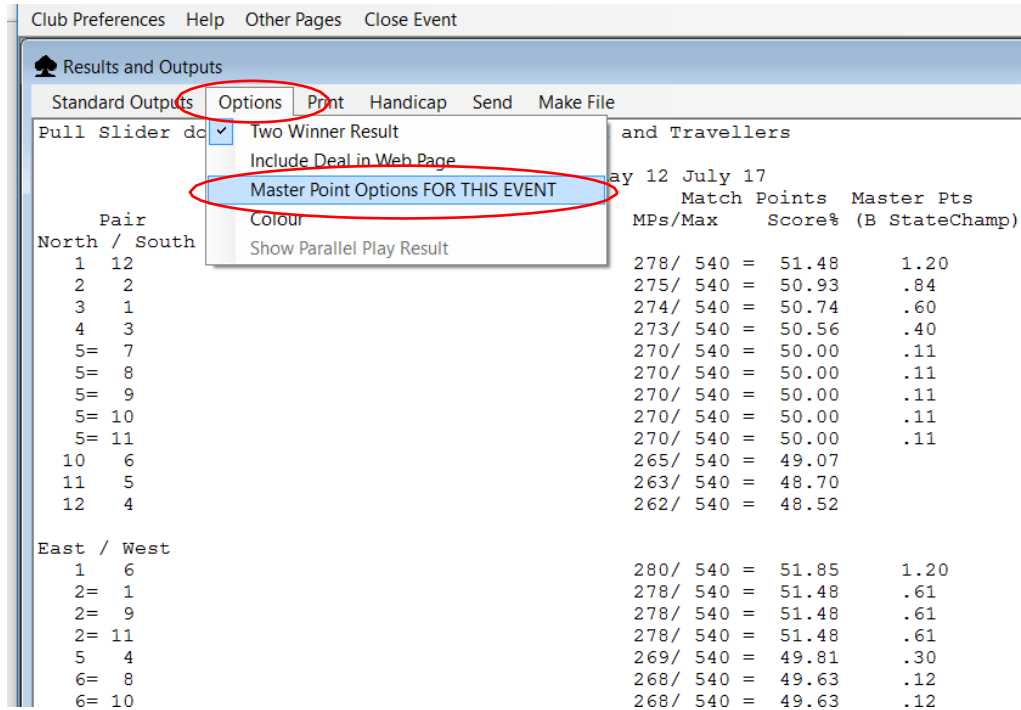 Club Preferences Help Other Pages Close Event
Results and Outputs
Standard Outputs Options Print Handicap Send Make File
Pull Slider do and Travellers
Two Winner Result
Include Deal in Web Page
ay 12 July 17
Master Point Options FOR THIS EVENT
Match Points Master Pts
Pair Colour MPs/Max Score% (B StateChamp)
North / South
Show Parallel Play Result
1 12 278/ 540 = 51.48 1.20
2 2 275/ 540 = 50.93 .84
3 1 274/ 540 = 50.74 .60
4 3 273/ 540 = 50.56 .40
5= 7 270/ 540 = 50.00 .11
5= 8 270/ 540 = 50.00 .11
5= 9 270/ 540 = 50.00 .11
5= 10 270/ 540 = 50.00 .11
5= 11 270/ 540 = 50.00 .11
10 6 265/ 540 = 49.07
11 5 263/ 540 = 48.70
12 4 262/ 540 = 48.52
East / West
1 6 280/ 540 = 51.85 1.20
2= 1 278/ 540 = 51.48 .61
2= 9 278/ 540 = 51.48 .61
2= 11 278/ 540 = 51.48 .61
5 4 269/ 540 = 49.81 .30
6= 8 268/ 540 = 49.63 .12
6= 10 268/ 540 = 49.63 .12